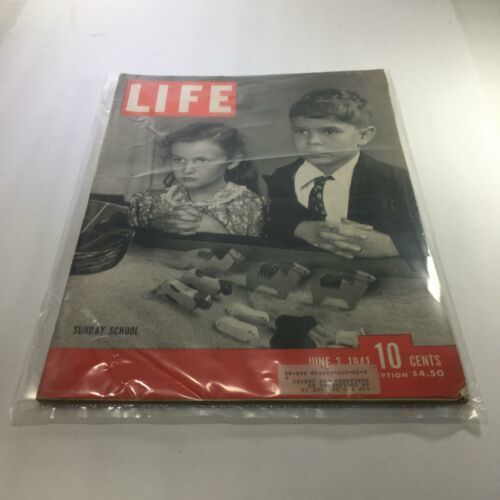 LIFE
SUNDAY SCHOOL
JUNE 2, 1941 10 CENTS
$4.50